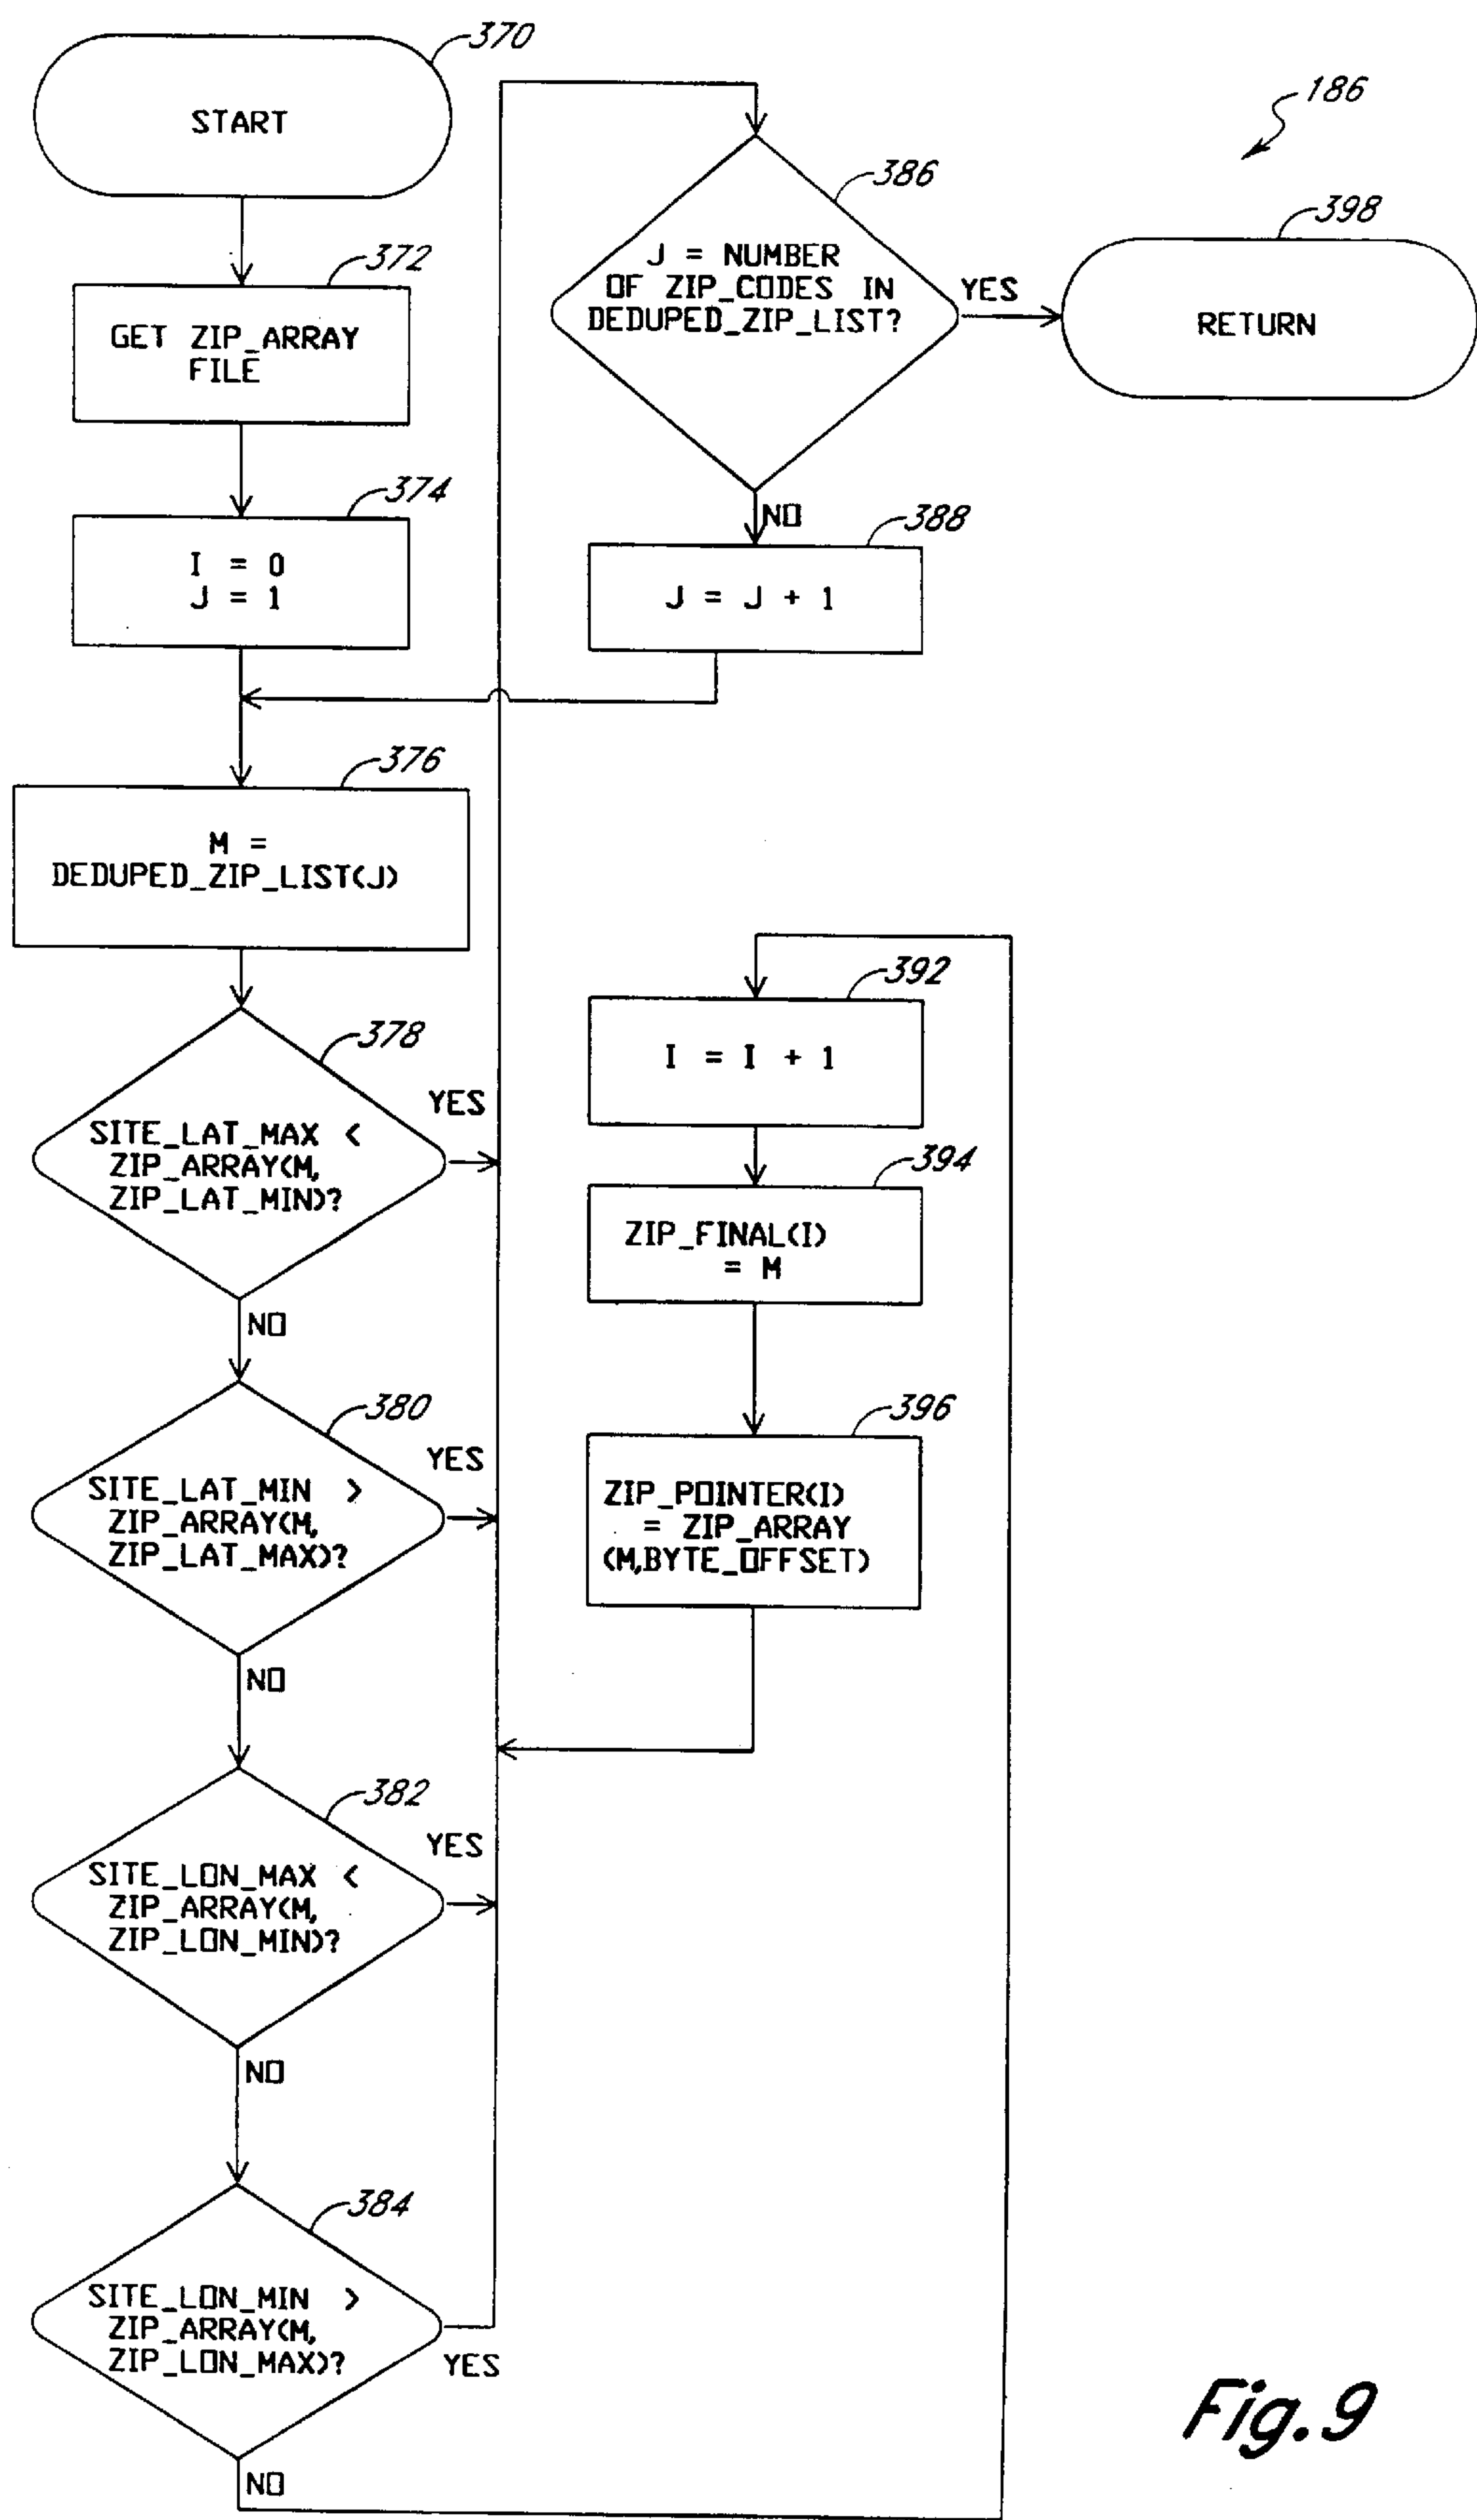 370
START
372
GET ZIP_ARRAY
FILE
374
I = 0
J = 1
376
M =
DEDUPED_ZIP_LIST(J)
378
SITE_LAT_MAX <
ZIP_ARRAY(M,
ZIP_LAT_MIN)?
YES
NO
380
SITE_LAT_MIN >
ZIP_ARRAY(M,
ZIP_LAT_MAX)?
YES
NO
382
SITE_LON_MAX <
ZIP_ARRAY(M,
ZIP_LON_MIN)?
YES
NO
384
SITE_LON_MIN >
ZIP_ARRAY(M,
ZIP_LON_MAX)?
YES
NO
386
J = NUMBER
OF ZIP_CODES IN
DEDUPED_ZIP_LIST?
YES
NO
388
J = J + 1
392
I = I + 1
394
ZIP_FINAL(I)
= M
396
ZIP_POINTER(I)
= ZIP_ARRAY
(M,BYTE_OFFSET)
186
398
RETURN
Fig.9